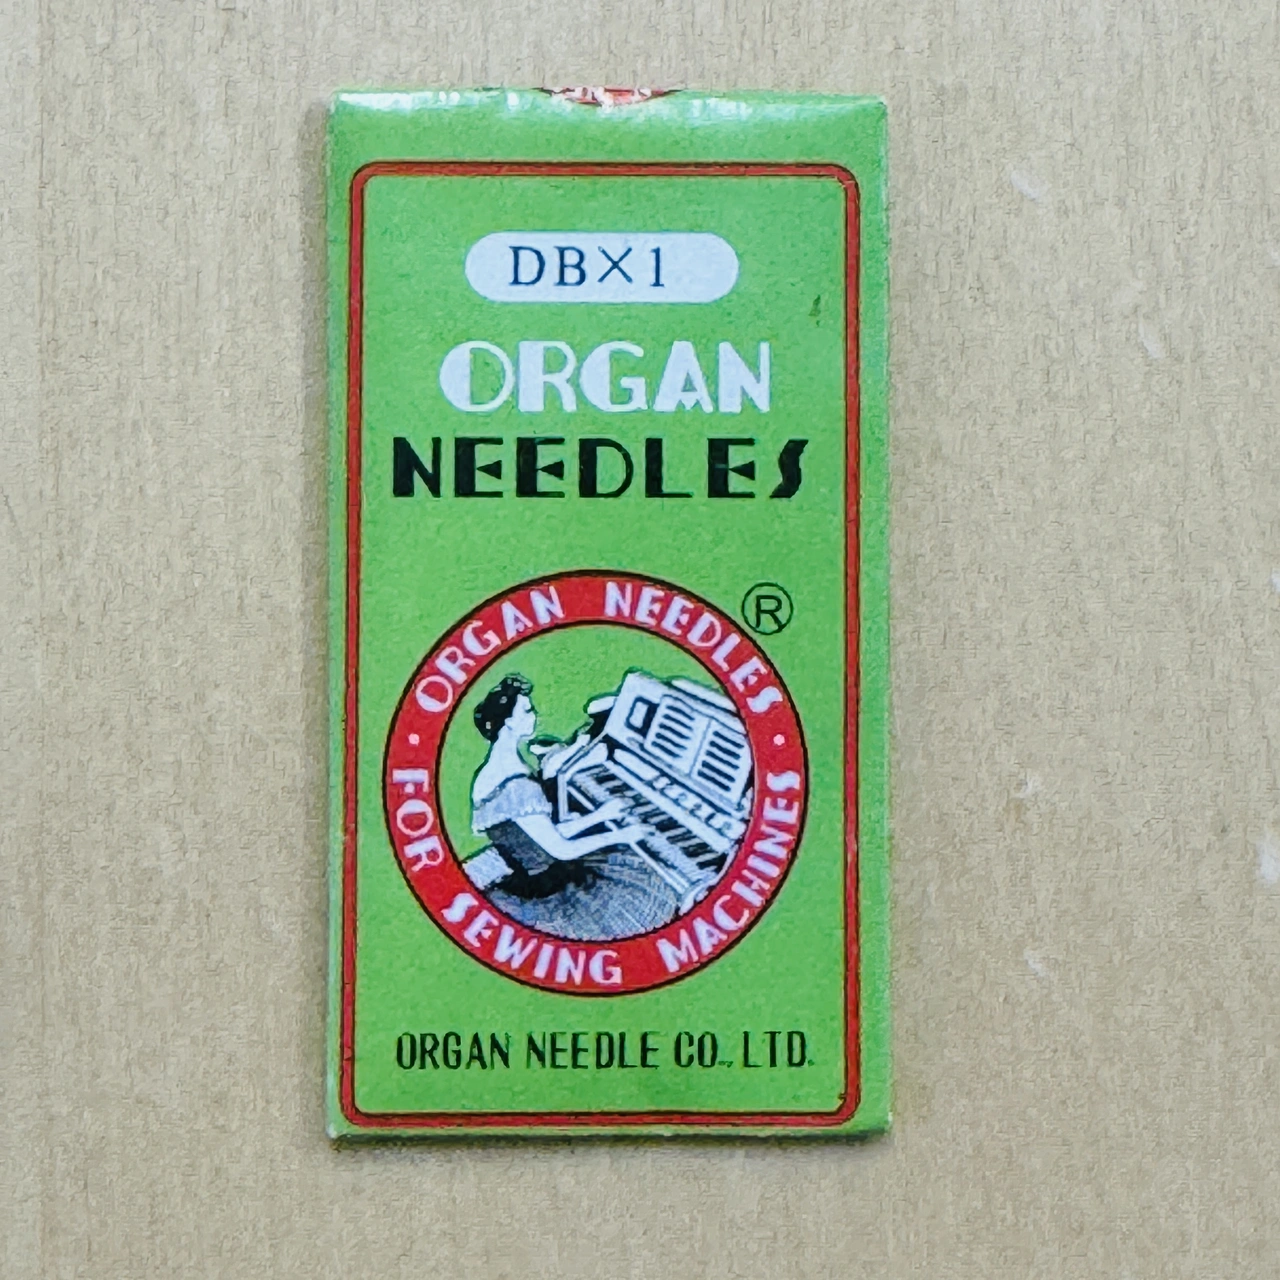 DB×1
ORGAN
NEEDLES
®
ORGAN NEEDLES
• FOR SEWING MACHINES •
ORGAN NEEDLE CO., LTD.